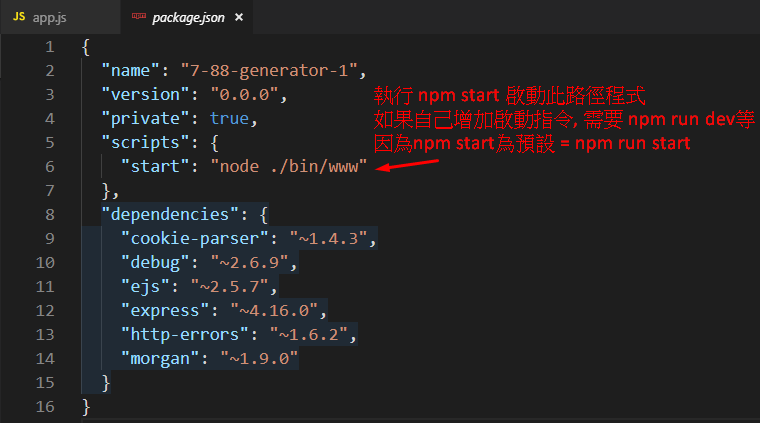 JS app.js npm package.json ×
1 {
2 "name": "7-88-generator-1",
3 "version": "0.0.0", 執行 npm start 啟動此路徑程式
4 "private": true, 如果自己增加啟動指令, 需要 npm run dev等
5 "scripts": { 因為npm start為預設 = npm run start
6 "start": "node ./bin/www"
7 },
8 "dependencies": {
9 "cookie-parser": "~1.4.3",
10 "debug": "~2.6.9",
11 "ejs": "~2.5.7",
12 "express": "~4.16.0",
13 "http-errors": "~1.6.2",
14 "morgan": "~1.9.0"
15 }
16 }